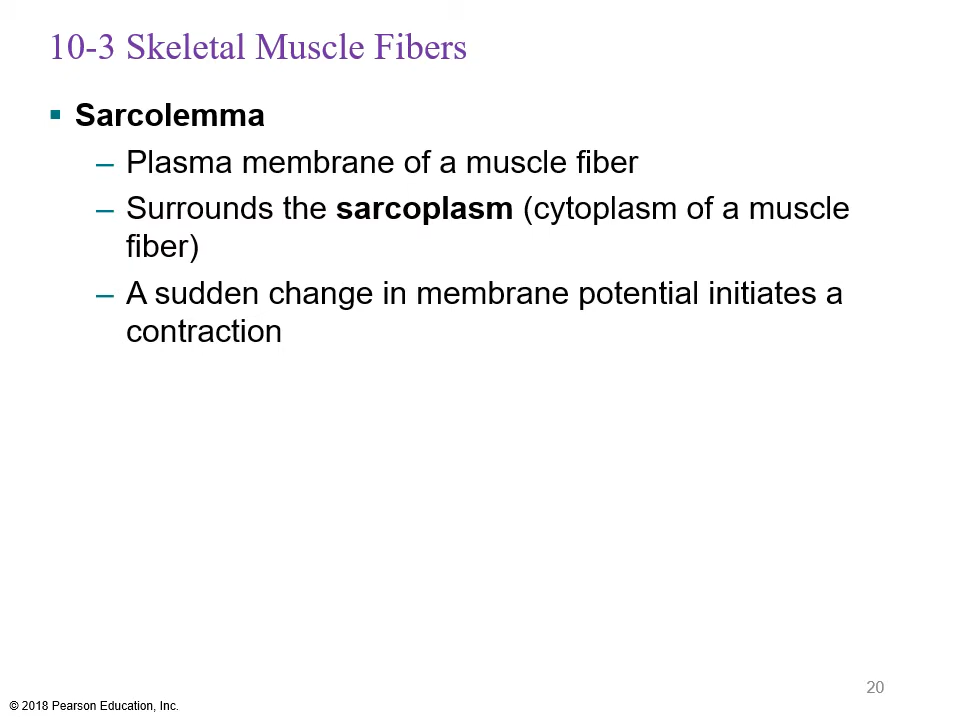 10-3 Skeletal Muscle Fibers
▪ Sarcolemma
– Plasma membrane of a muscle fiber
– Surrounds the sarcoplasm (cytoplasm of a muscle
fiber)
– A sudden change in membrane potential initiates a
contraction
20
© 2018 Pearson Education, Inc.